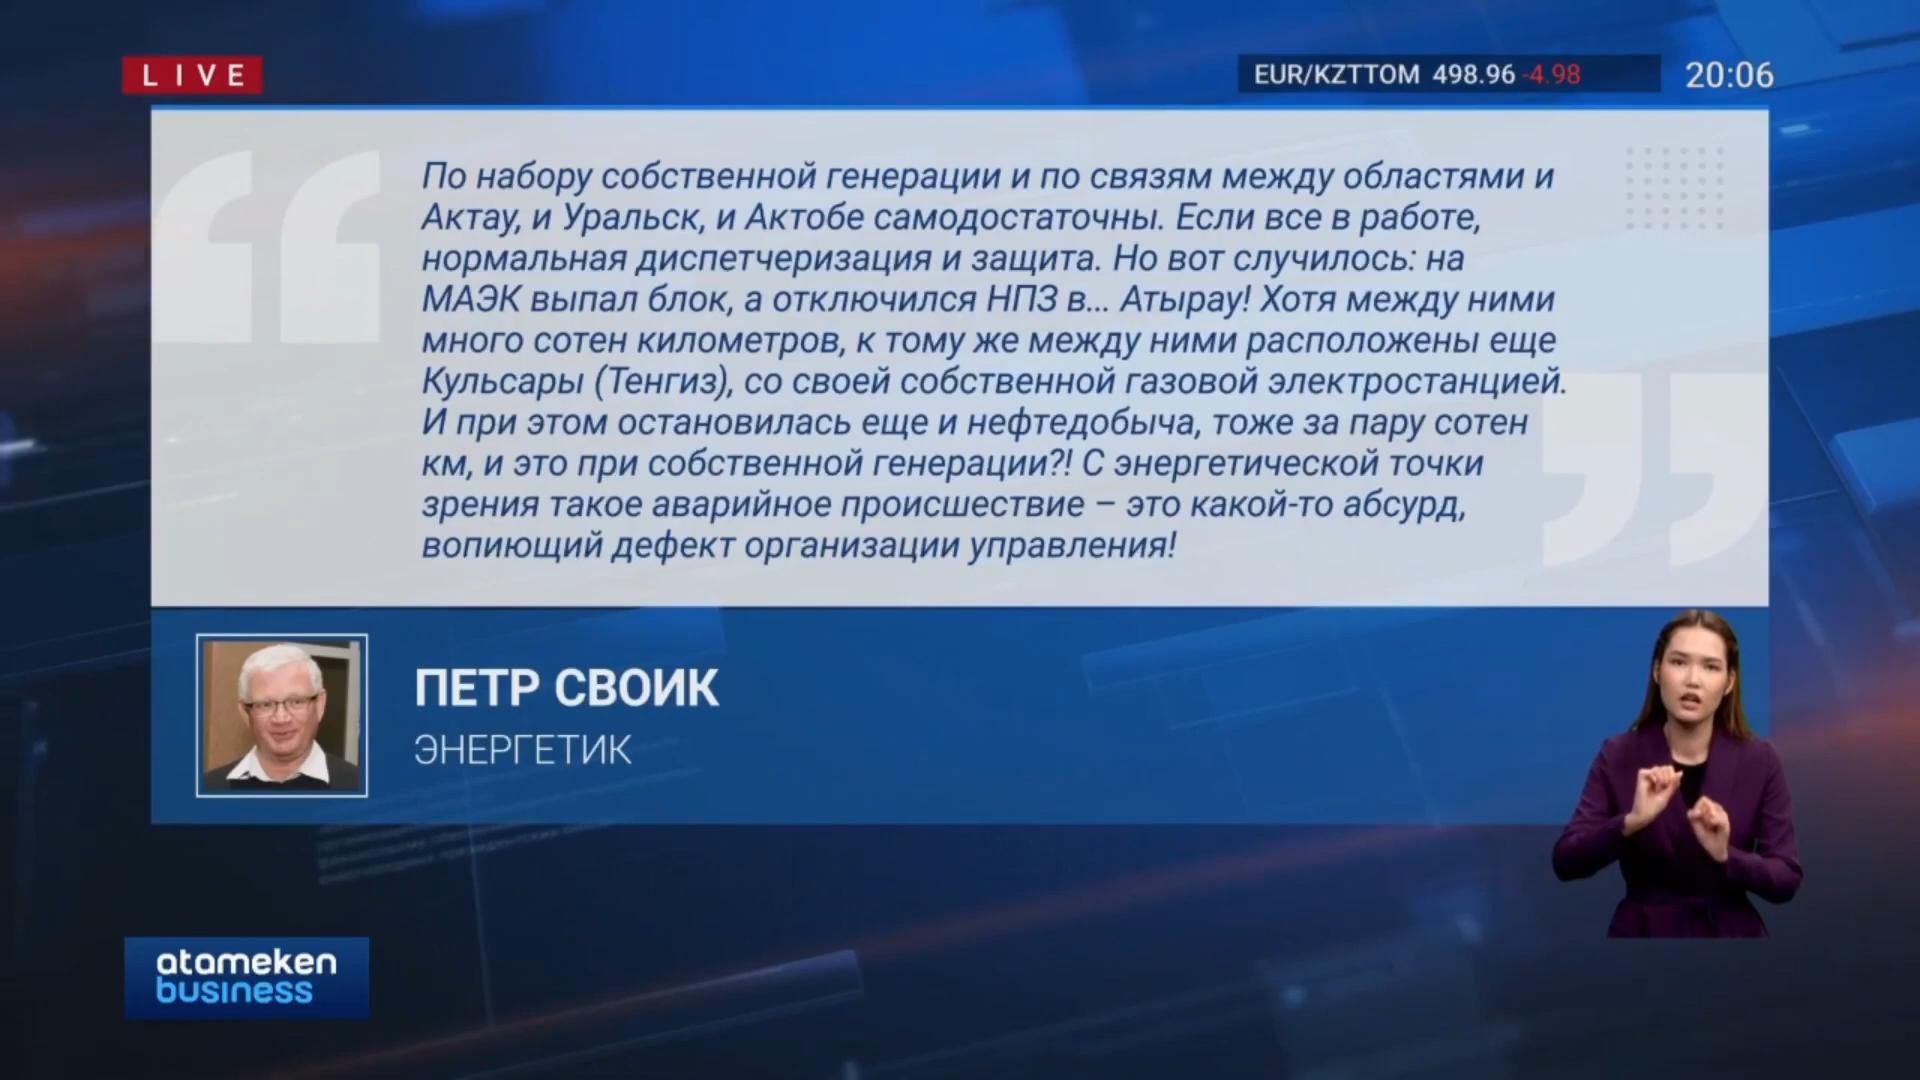 LIVE
EUR/KZTTOM 498.96 -4.98
20:06
По набору собственной генерации и по связям между областями и
Актау, и Уральск, и Актобе самодостаточны. Если все в работе,
нормальная диспетчеризация и защита. Но вот случилось: на
МАЭК выпал блок, а отключился НПЗ в... Атырау! Хотя между ними
много сотен километров, к тому же между ними расположены еще
Кульсары (Тенгиз), со своей собственной газовой электростанцией.
И при этом остановилась еще и нефтедобыча, тоже за пару сотен
км, и это при собственной генерации?! С энергетической точки
зрения такое аварийное происшествие – это какой-то абсурд,
вопиющий дефект организации управления!
ПЕТР СВОИК
ЭНЕРГЕТИК
atameken
business